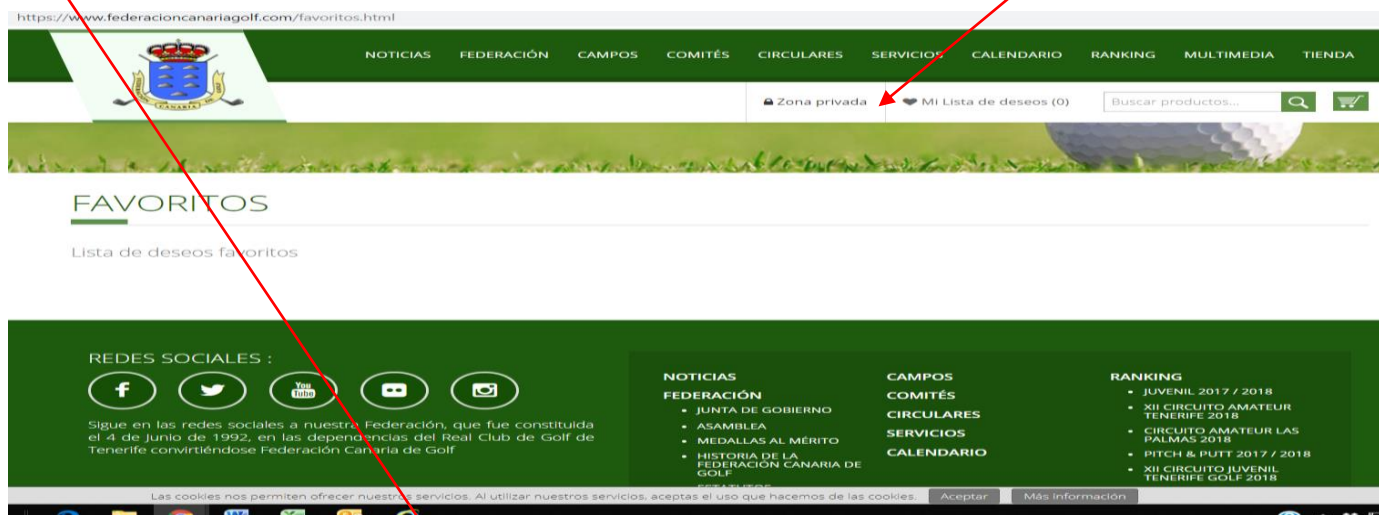 https://www.federacioncanariagolf.com/favoritos.html
NOTICIAS FEDERACIÓN CAMPOS COMITÉS CIRCULARES SERVICIOS CALENDARIO RANKING MULTIMEDIA TIENDA
Zona privada Mi Lista de deseos (0) Buscar productos...
FAVORITOS
Lista de deseos favoritos
REDES SOCIALES :
You
Tube
Sigue en las redes sociales a nuestra Federación, que fue constituida
el 4 de Junio de 1992, en las dependencias del Real Club de Golf de
Tenerife convirtiéndose Federación Canaria de Golf
NOTICIAS
FEDERACIÓN
JUNTA DE GOBIERNO
ASAMBLEA
MEDALLAS AL MÉRITO
HISTORIA DE LA
FEDERACIÓN CANARIA DE
GOLF
ESTATUTOS
CAMPOS
COMITÉS
CIRCULARES
SERVICIOS
CALENDARIO
RANKING
JUVENIL 2017 / 2018
XII CIRCUITO AMATEUR
TENERIFE 2018
CIRCUITO AMATEUR LAS
PALMAS 2018
PITCH & PUTT 2017 / 2018
XII CIRCUITO JUVENIL
TENERIFE GOLF 2018
Las cookies nos permiten ofrecer nuestros servicios. Al utilizar nuestros servicios, aceptas el uso que hacemos de las cookies. Aceptar Más Información